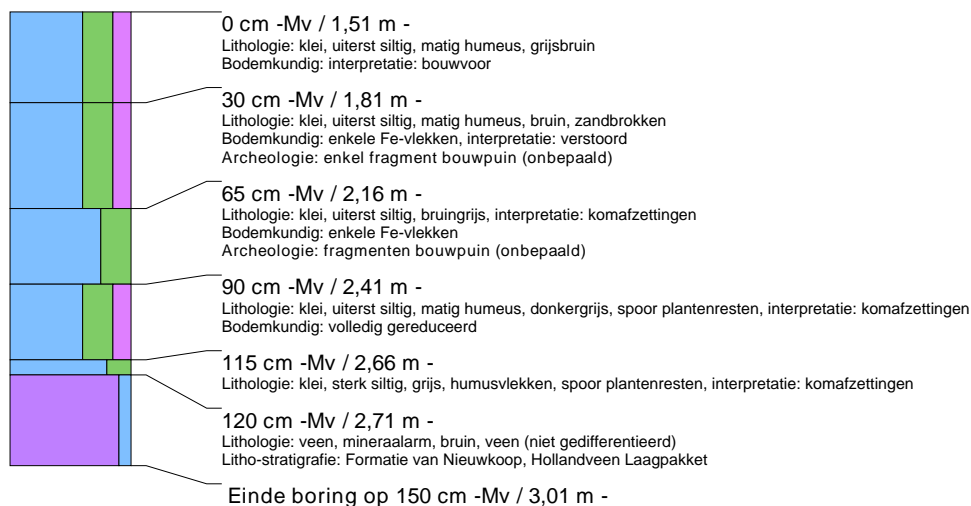 0 cm -Mv / 1,51 m -
Lithologie: klei, uiterst siltig, matig humeus, grijsbruin
Bodemkundig: interpretatie: bouwvoor
30 cm -Mv / 1,81 m -
Lithologie: klei, uiterst siltig, matig humeus, bruin, zandbrokken
Bodemkundig: enkele Fe-vlekken, interpretatie: verstoord
Archeologie: enkel fragment bouwpuin (onbepaald)
65 cm -Mv / 2,16 m -
Lithologie: klei, uiterst siltig, bruingrijs, interpretatie: komafzettingen
Bodemkundig: enkele Fe-vlekken
Archeologie: fragmenten bouwpuin (onbepaald)
90 cm -Mv / 2,41 m -
Lithologie: klei, uiterst siltig, matig humeus, donkergrijs, spoor plantenresten, interpretatie: komafzettingen
Bodemkundig: volledig gereduceerd
115 cm -Mv / 2,66 m -
Lithologie: klei, sterk siltig, grijs, humusvlekken, spoor plantenresten, interpretatie: komafzettingen
120 cm -Mv / 2,71 m -
Lithologie: veen, mineraalarm, bruin, veen (niet gedifferentieerd)
Litho-stratigrafie: Formatie van Nieuwkoop, Hollandveen Laagpakket
Einde boring op 150 cm -Mv / 3,01 m -